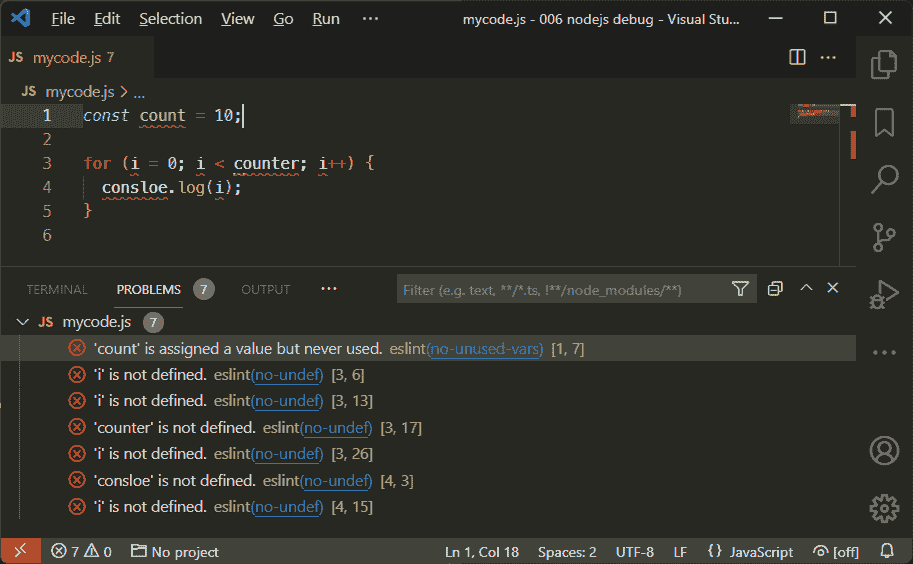 File Edit Selection View Go Run ··· mycode.js - 006 nodejs debug - Visual Stu...
JS mycode.js 7
JS mycode.js > ...
1 const count = 10;
2
3 for (i = 0; i < counter; i++) {
4 consloe.log(i);
5 }
6
TERMINAL PROBLEMS 7 OUTPUT ··· Filter (e.g. text, **/*.ts, !**/node_modules/**)
JS mycode.js 7
'count' is assigned a value but never used. eslint(no-unused-vars) [1, 7]
'i' is not defined. eslint(no-undef) [3, 6]
'i' is not defined. eslint(no-undef) [3, 13]
'counter' is not defined. eslint(no-undef) [3, 17]
'i' is not defined. eslint(no-undef) [3, 26]
'consloe' is not defined. eslint(no-undef) [4, 3]
'i' is not defined. eslint(no-undef) [4, 15]
7 0 No project Ln 1, Col 18 Spaces: 2 UTF-8 LF {} JavaScript [off]